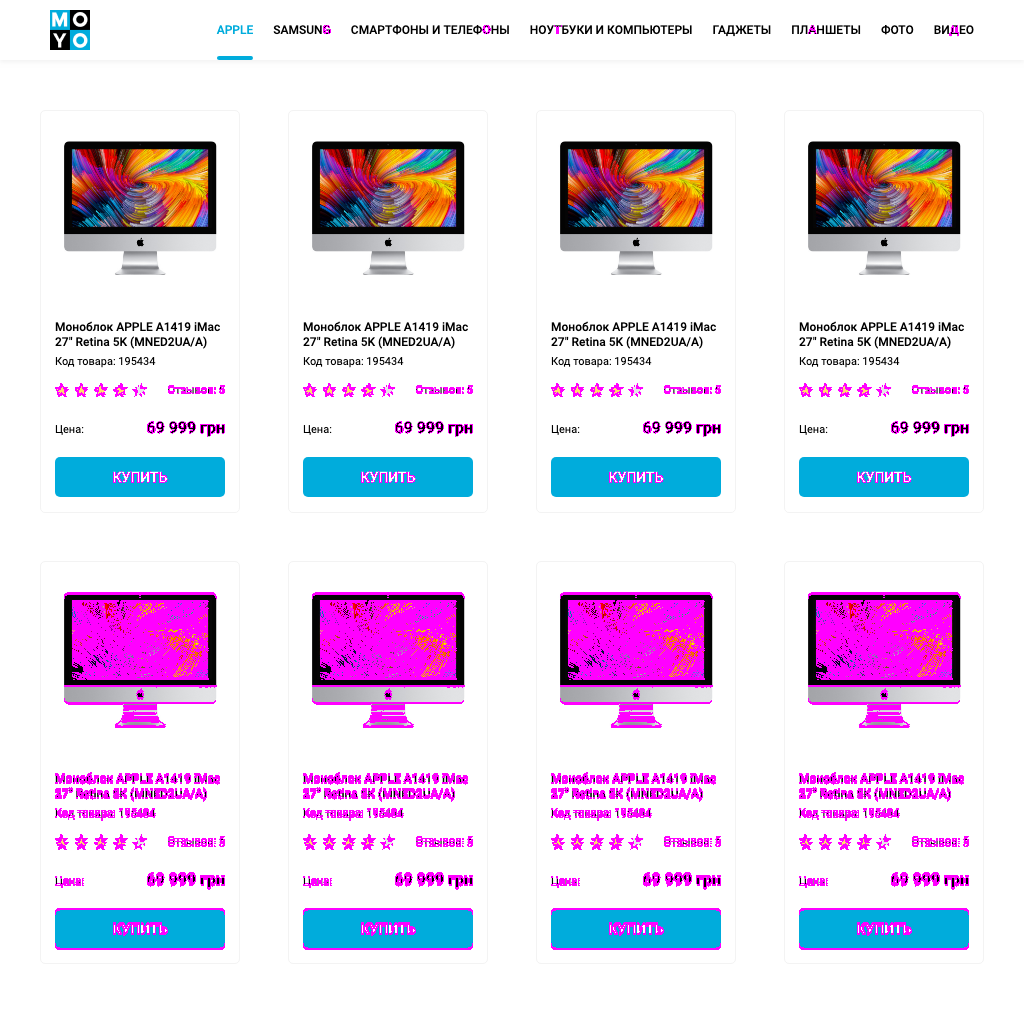 MO
YO
APPLE SAMSUNG СМАРТФОНЫ И ТЕЛЕФОНЫ НОУТБУКИ И КОМПЬЮТЕРЫ ГАДЖЕТЫ ПЛАНШЕТЫ ФОТО ВИДЕО
Моноблок APPLE A1419 iMac Моноблок APPLE A1419 iMac Моноблок APPLE A1419 iMac Моноблок APPLE A1419 iMac
27" Retina 5K (MNED2UA/A) 27" Retina 5K (MNED2UA/A) 27" Retina 5K (MNED2UA/A) 27" Retina 5K (MNED2UA/A)
Код товара: 195434 Код товара: 195434 Код товара: 195434 Код товара: 195434
Отзывов: 5 Отзывов: 5 Отзывов: 5 Отзывов: 5
Цена: 69 999 грн Цена: 69 999 грн Цена: 69 999 грн Цена: 69 999 грн
КУПИТЬ КУПИТЬ КУПИТЬ КУПИТЬ
Моноблок APPLE A1419 iMac Моноблок APPLE A1419 iMac Моноблок APPLE A1419 iMac Моноблок APPLE A1419 iMac
27" Retina 5K (MNED2UA/A) 27" Retina 5K (MNED2UA/A) 27" Retina 5K (MNED2UA/A) 27" Retina 5K (MNED2UA/A)
Код товара: 195434 Код товара: 195434 Код товара: 195434 Код товара: 195434
Отзывов: 5 Отзывов: 5 Отзывов: 5 Отзывов: 5
Цена: 69 999 грн Цена: 69 999 грн Цена: 69 999 грн Цена: 69 999 грн
КУПИТЬ КУПИТЬ КУПИТЬ КУПИТЬ